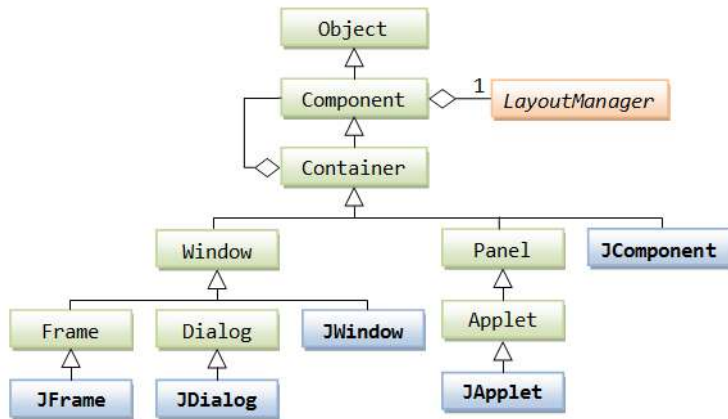 Object
Component
1
LayoutManager
Container
Window
Panel
JComponent
Frame
Dialog
JWindow
Applet
JFrame
JDialog
JApplet